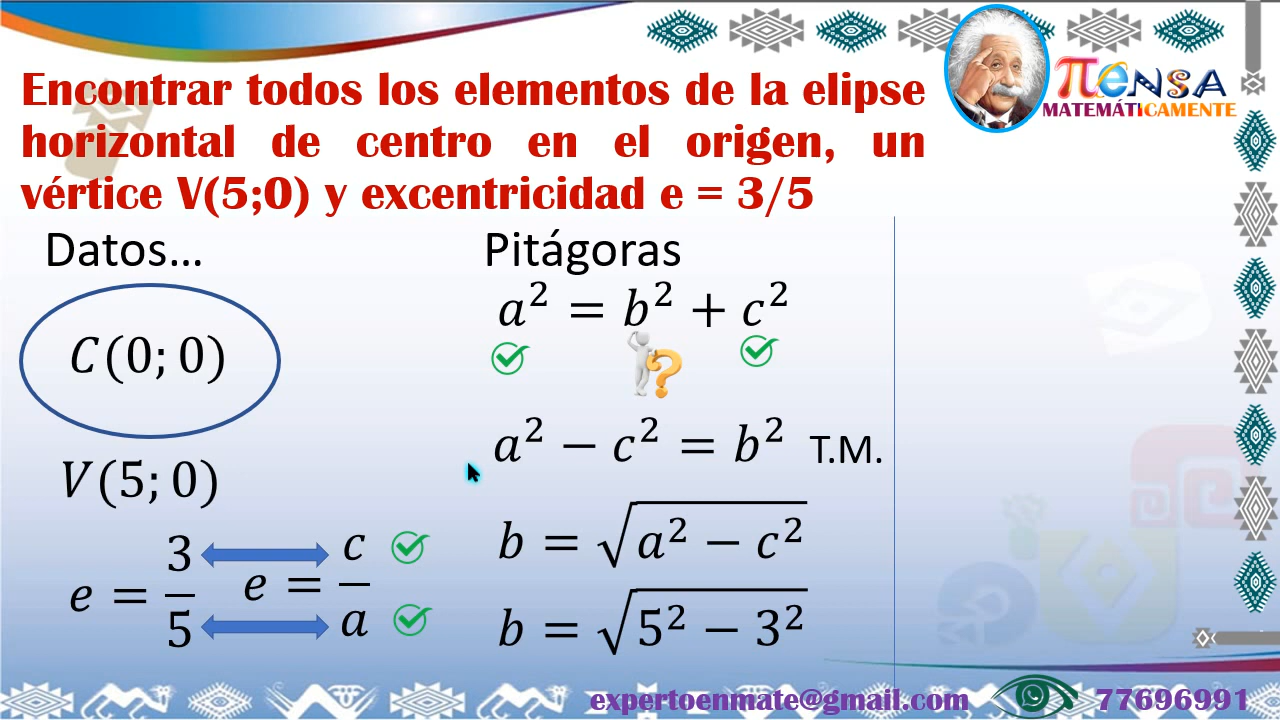 Encontrar todos los elementos de la elipse
horizontal de centro en el origen, un
vértice V(5;0) y excentricidad e = 3/5
πENSA
MATEMÁTICAMENTE
Datos...
C(0; 0)
V(5; 0)
e = 3/5
e = c/a
Pitágoras
a² = b² + c²
?
a² − c² = b² T.M.
b = √(a² − c²)
b = √(5² − 3²)
expertoenmate@gmail.com 77696991